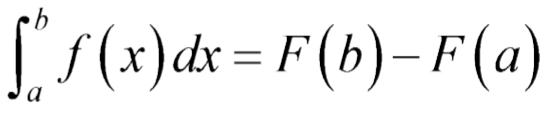 ∫_a^b f(x)dx = F(b) − F(a)